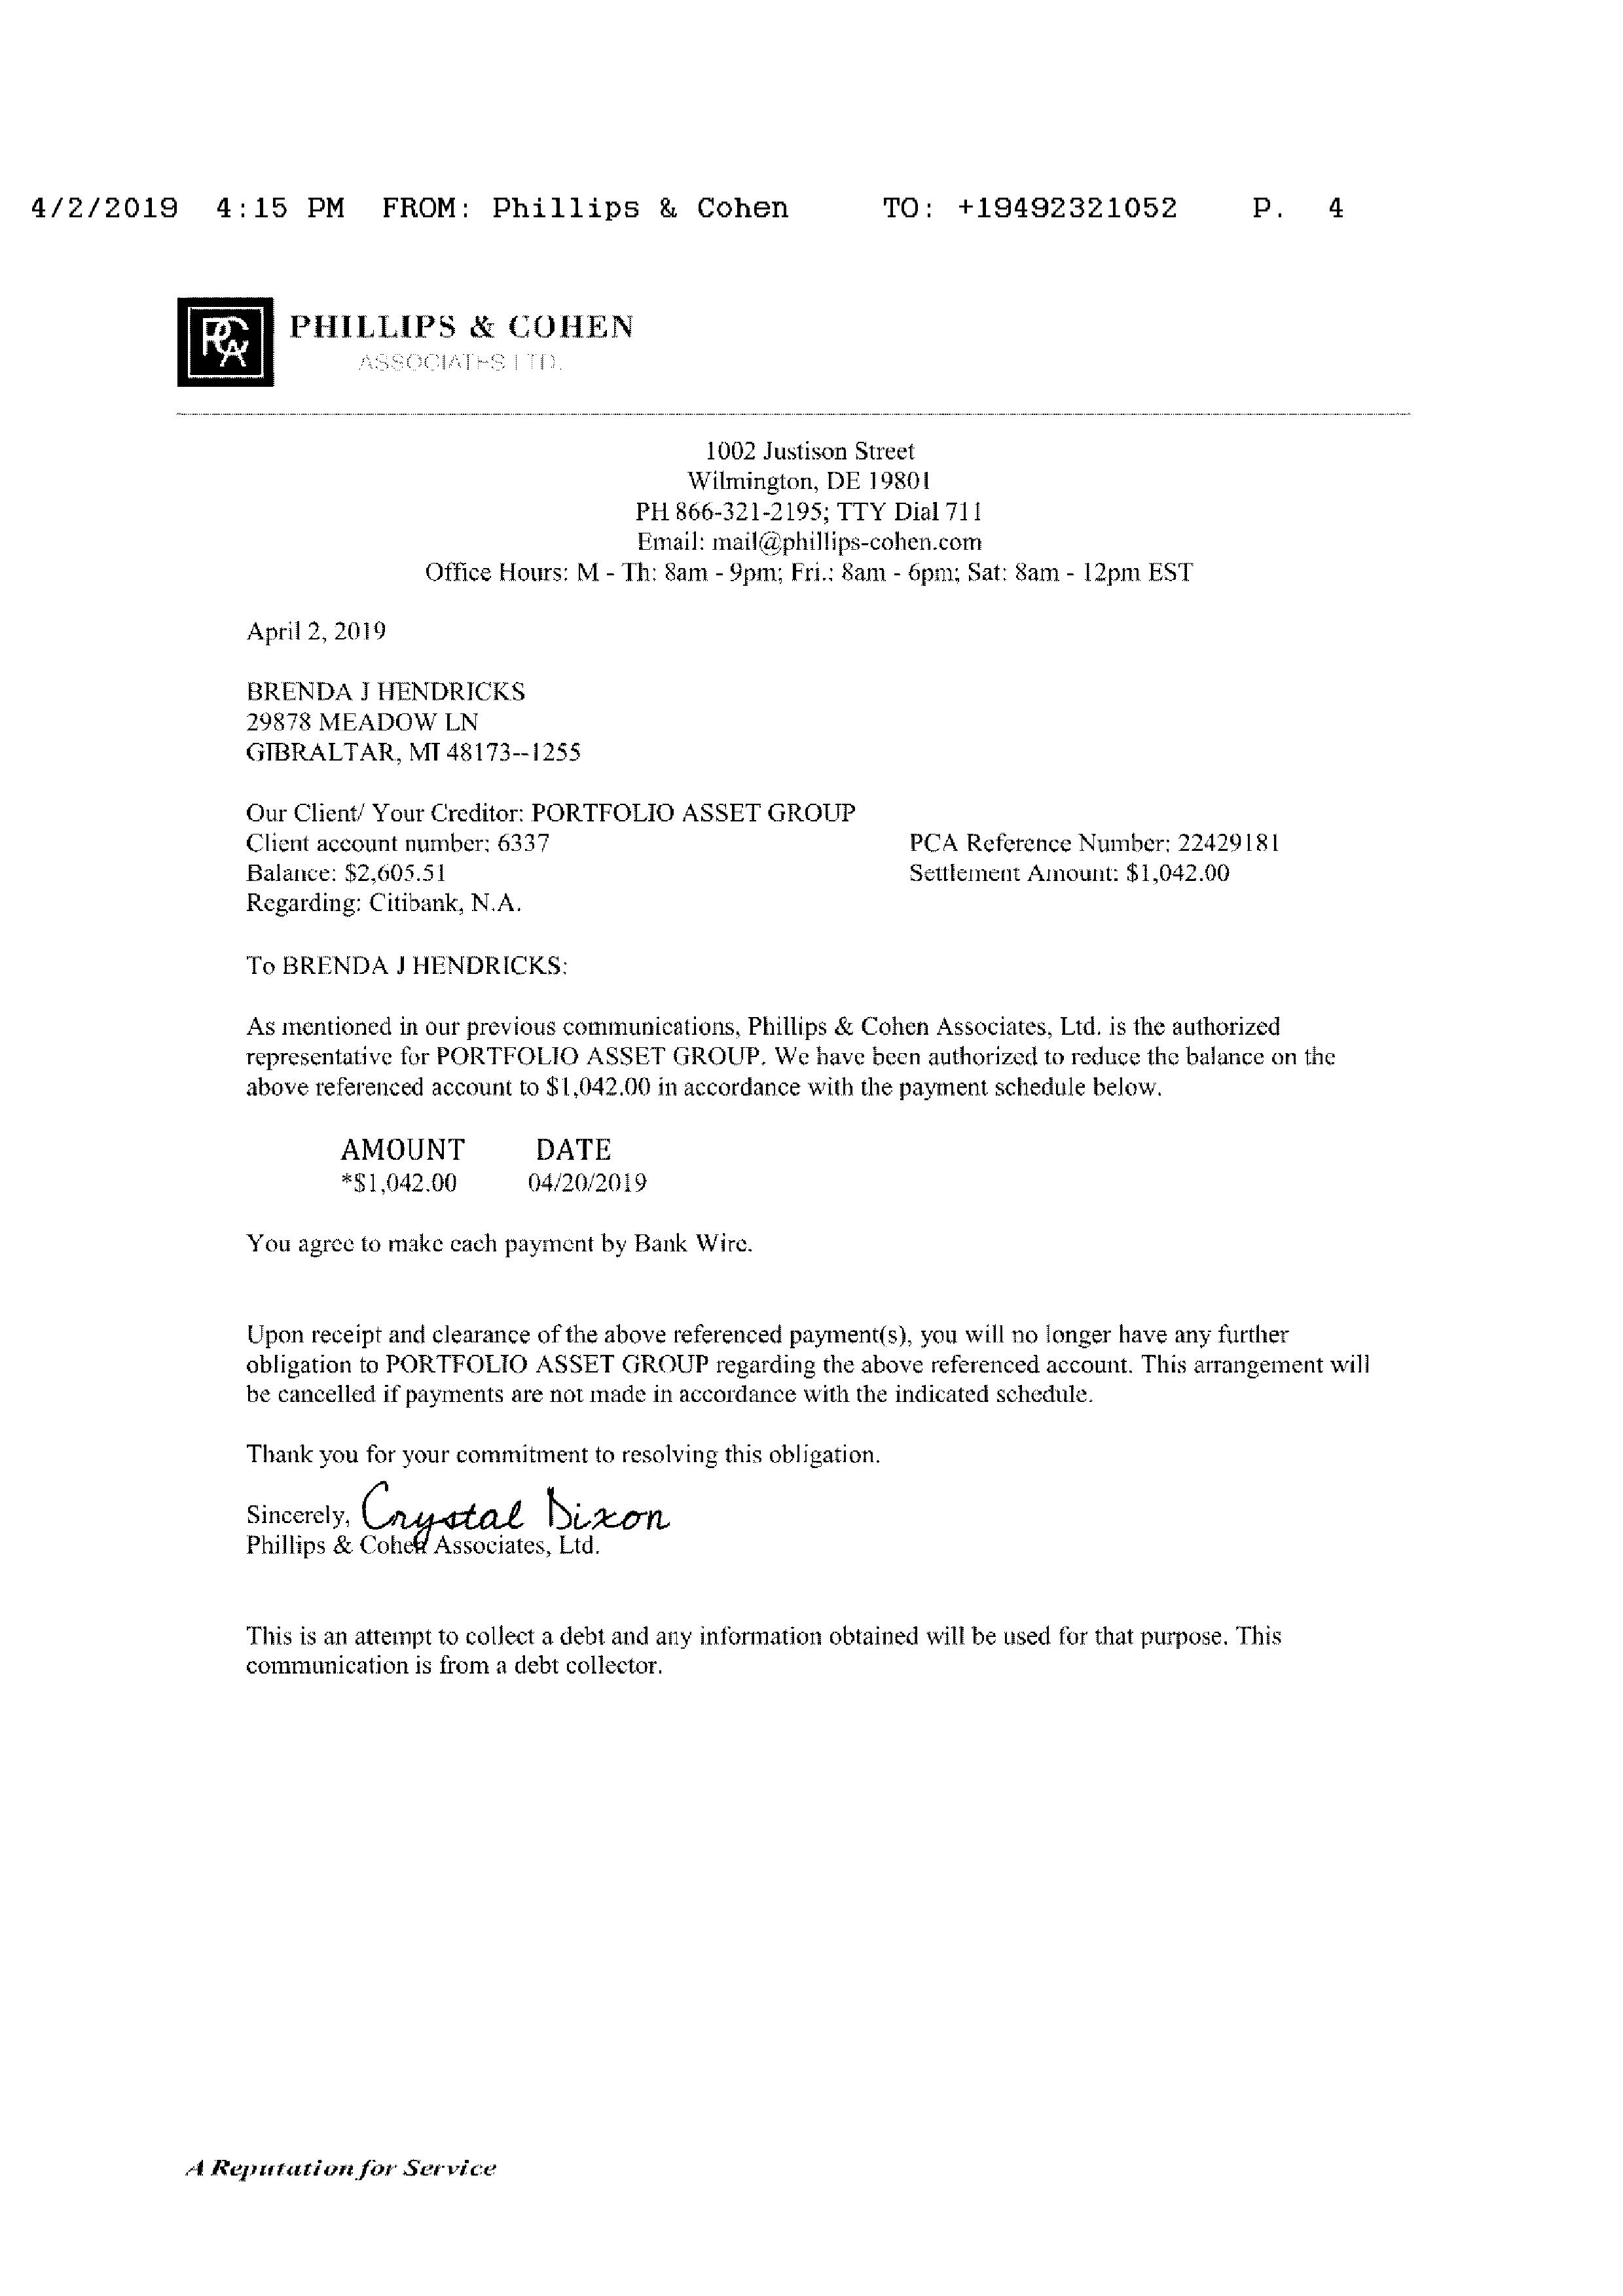 4/2/2019 4:15 PM FROM: Phillips & Cohen TO: +19492321052 P. 4
PCA
PHILLIPS & COHEN
ASSOCIATES LTD.
1002 Justison Street
Wilmington, DE 19801
PH 866-321-2195; TTY Dial 711
Email: mail@phillips-cohen.com
Office Hours: M - Th: 8am - 9pm; Fri.: 8am - 6pm; Sat: 8am - 12pm EST
April 2, 2019
BRENDA J HENDRICKS
29878 MEADOW LN
GIBRALTAR, MI 48173--1255
Our Client/ Your Creditor: PORTFOLIO ASSET GROUP
Client account number: 6337 PCA Reference Number: 22429181
Balance: $2,605.51 Settlement Amount: $1,042.00
Regarding: Citibank, N.A.
To BRENDA J HENDRICKS:
As mentioned in our previous communications, Phillips & Cohen Associates, Ltd. is the authorized
representative for PORTFOLIO ASSET GROUP. We have been authorized to reduce the balance on the
above referenced account to $1,042.00 in accordance with the payment schedule below.
AMOUNT DATE
*$1,042.00 04/20/2019
You agree to make each payment by Bank Wire.
Upon receipt and clearance of the above referenced payment(s), you will no longer have any further
obligation to PORTFOLIO ASSET GROUP regarding the above referenced account. This arrangement will
be cancelled if payments are not made in accordance with the indicated schedule.
Thank you for your commitment to resolving this obligation.
Sincerely, Crystal Dixon
Phillips & Cohen Associates, Ltd.
This is an attempt to collect a debt and any information obtained will be used for that purpose. This
communication is from a debt collector.
A Reputation for Service